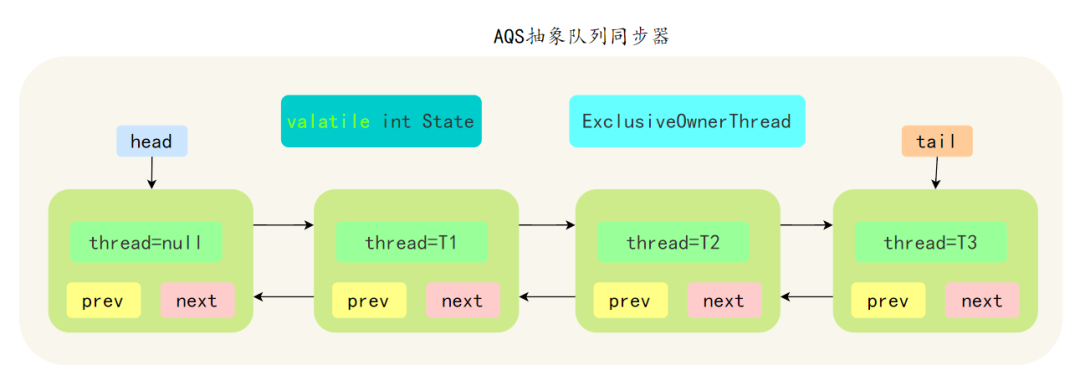 AQS抽象队列同步器
valatile int State
ExclusiveOwnerThread
head
tail
thread=null
thread=T1
thread=T2
thread=T3
prev
next
prev
next
prev
next
prev
next